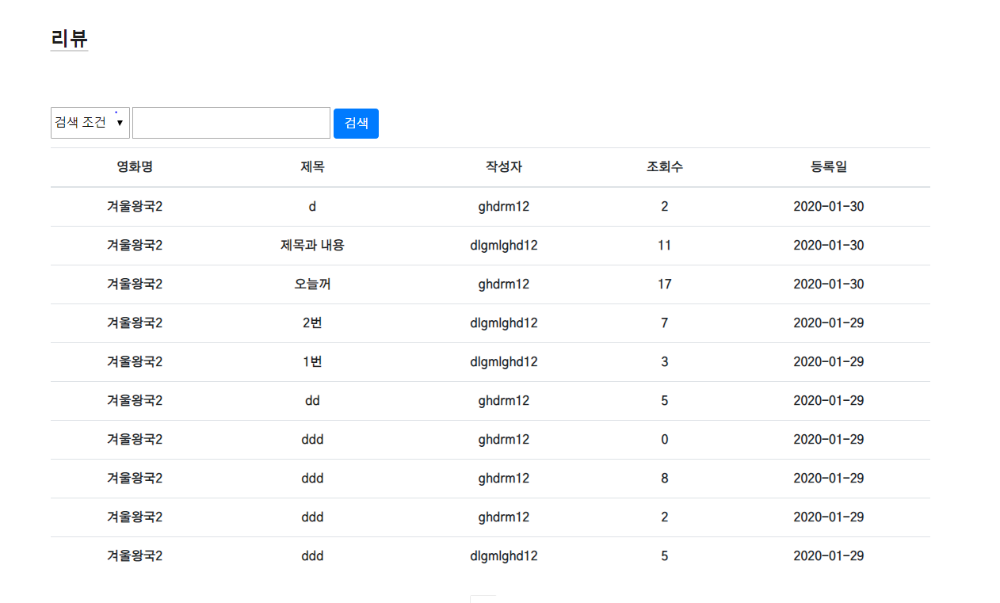 리뷰
검색 조건 ▼ 검색
영화명 제목 작성자 조회수 등록일
겨울왕국2 d ghdrm12 2 2020-01-30
겨울왕국2 제목과 내용 dlgmlghd12 11 2020-01-30
겨울왕국2 오늘꺼 ghdrm12 17 2020-01-30
겨울왕국2 2번 dlgmlghd12 7 2020-01-29
겨울왕국2 1번 dlgmlghd12 3 2020-01-29
겨울왕국2 dd ghdrm12 5 2020-01-29
겨울왕국2 ddd ghdrm12 0 2020-01-29
겨울왕국2 ddd ghdrm12 8 2020-01-29
겨울왕국2 ddd ghdrm12 2 2020-01-29
겨울왕국2 ddd dlgmlghd12 5 2020-01-29